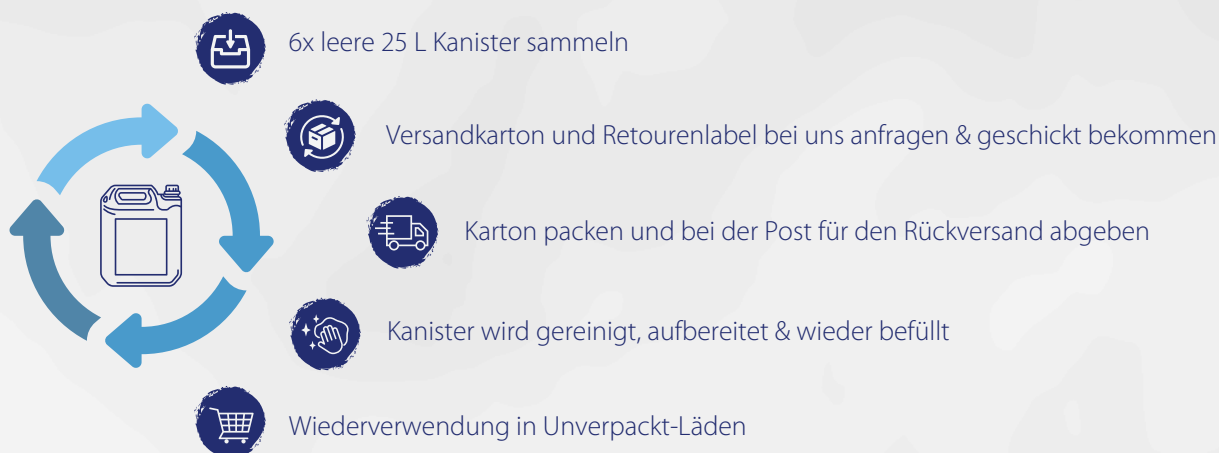 6x leere 25 L Kanister sammeln
Versandkarton und Retourenlabel bei uns anfragen & geschickt bekommen
Karton packen und bei der Post für den Rückversand abgeben
Kanister wird gereinigt, aufbereitet & wieder befüllt
Wiederverwendung in Unverpackt-Läden